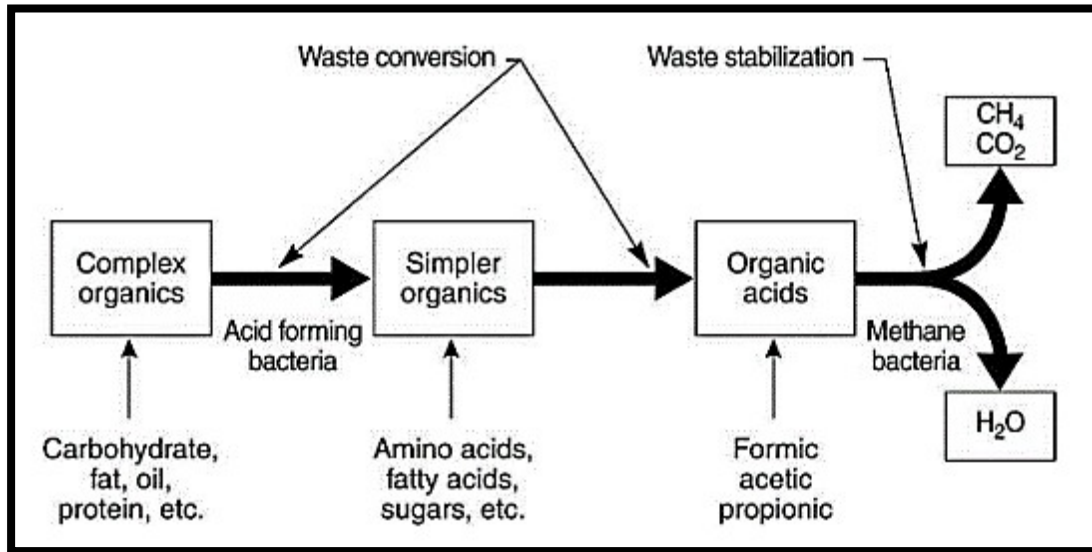 Waste conversion
Waste stabilization
CH₄
CO₂
Complex
organics
Simpler
organics
Organic
acids
Acid forming
bacteria
Methane
bacteria
H₂O
Carbohydrate,
fat, oil,
protein, etc.
Amino acids,
fatty acids,
sugars, etc.
Formic
acetic
propionic